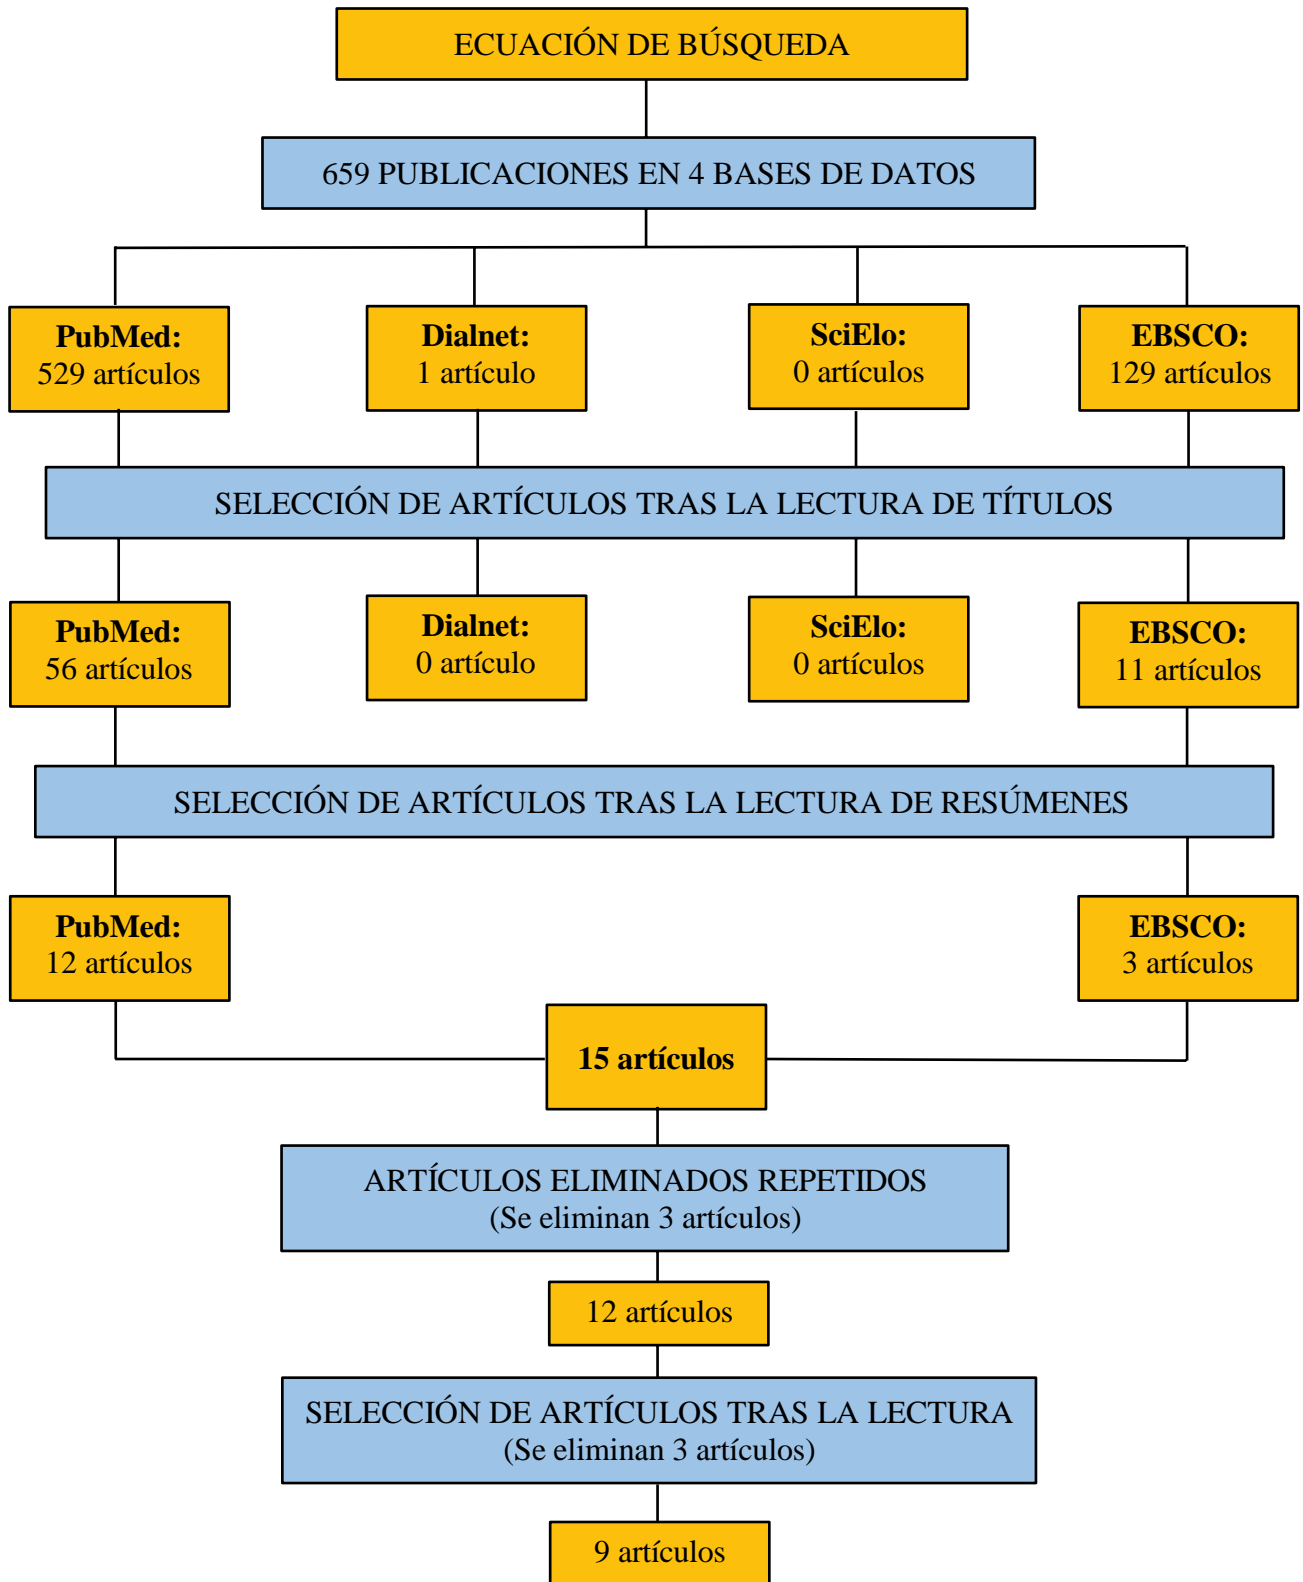 ECUACIÓN DE BÚSQUEDA
659 PUBLICACIONES EN 4 BASES DE DATOS
PubMed:
529 artículos
Dialnet:
1 artículo
SciElo:
0 artículos
EBSCO:
129 artículos
SELECCIÓN DE ARTÍCULOS TRAS LA LECTURA DE TÍTULOS
PubMed:
56 artículos
Dialnet:
0 artículo
SciElo:
0 artículos
EBSCO:
11 artículos
SELECCIÓN DE ARTÍCULOS TRAS LA LECTURA DE RESÚMENES
PubMed:
12 artículos
EBSCO:
3 artículos
15 artículos
ARTÍCULOS ELIMINADOS REPETIDOS
(Se eliminan 3 artículos)
12 artículos
SELECCIÓN DE ARTÍCULOS TRAS LA LECTURA
(Se eliminan 3 artículos)
9 artículos